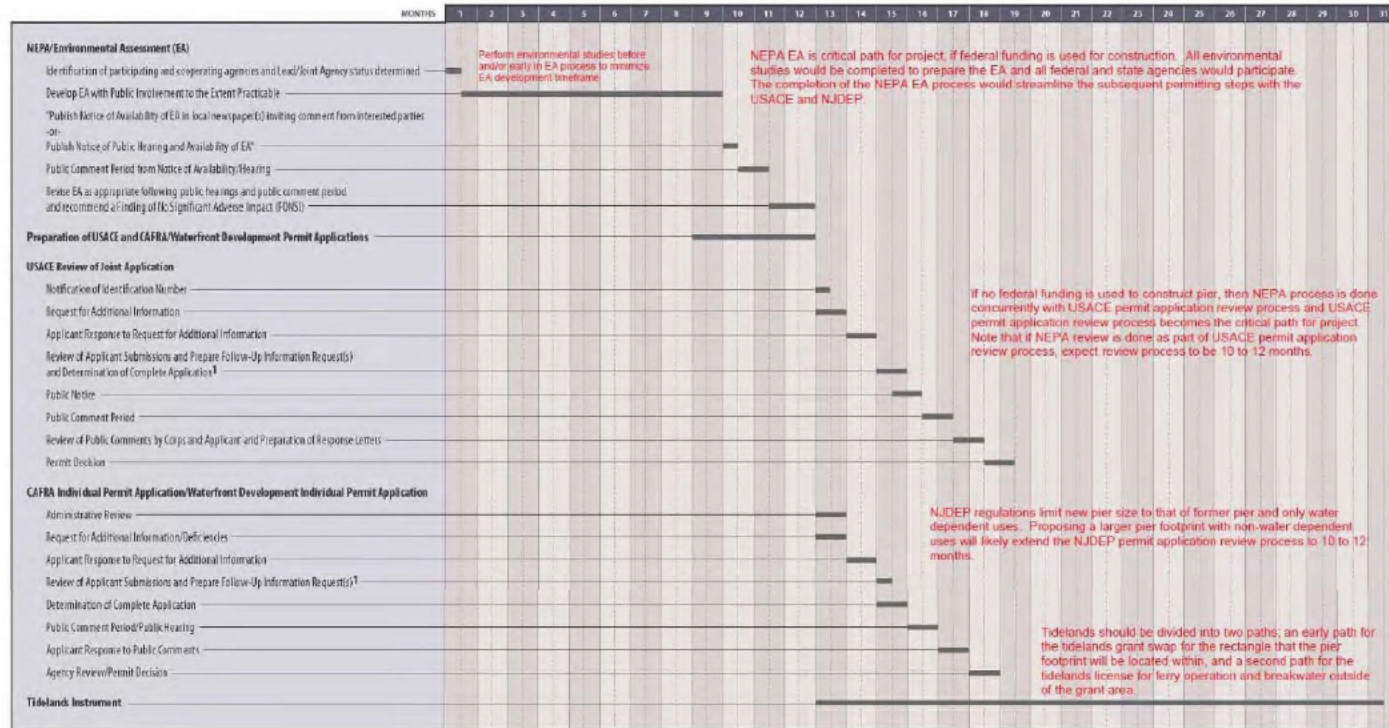 MONTHS 1 2 3 4 5 6 7 8 9 10 11 12 13 14 15 16 17 18 19 20 21 22 23 24 25 26 27 28 29 30 31
NEPA/Environmental Assessment (EA)
Identification of participating and cooperating agencies and Lead/Joint Agency status determined
Develop EA with Public Involvement to the Extent Practicable
"Publish Notice of Availability of EA in local newspaper(s) inviting comment from interested parties
-or-
Publish Notice of Public Hearing and Availability of EA"
Public Comment Period from Notice of Availability/Hearing
Revise EA as appropriate following public hearings and public comment period
and recommend a Finding of No Significant Adverse Impact (FONSI)
Perform environmental studies before
and/or early in EA process to minimize
EA development timeframe
NEPA EA is critical path for project, if federal funding is used for construction. All environmental
studies would be completed to prepare the EA and all federal and state agencies would participate.
The completion of the NEPA EA process would streamline the subsequent permitting steps with the
USACE and NJDEP.
Preparation of USACE and CAFRA/Waterfront Development Permit Applications
USACE Review of Joint Application
Notification of Identification Number
Request for Additional Information
Applicant Response to Request for Additional Information
Review of Applicant Submissions and Prepare Follow-Up Information Request(s)
and Determination of Complete Application1
Public Notice
Public Comment Period
Review of Public Comments by Corps and Applicant and Preparation of Response Letters
Permit Decision
If no federal funding is used to construct pier, then NEPA process is done
concurrently with USACE permit application review process and USACE
permit application review process becomes the critical path for project.
Note that if NEPA review is done as part of USACE permit application
review process, expect review process to be 10 to 12 months.
CAFRA Individual Permit Application/Waterfront Development Individual Permit Application
Administrative Review
Request for Additional Information/Deficiencies
Applicant Response to Request for Additional Information
Review of Applicant Submissions and Prepare Follow-Up Information Request(s)1
Determination of Complete Application
Public Comment Period/Public Hearing
Applicant Response to Public Comments
Agency Review/Permit Decision
NJDEP regulations limit new pier size to that of former pier and only water
dependent uses. Proposing a larger pier footprint with non-water dependent
uses will likely extend the NJDEP permit application review process to 10 to 12
months.
Tidelands should be divided into two paths; an early path for
the tidelands grant swap for the rectangle that the pier
footprint will be located within, and a second path for the
tidelands license for ferry operation and breakwater outside
of the grant area.
Tidelands Instrument